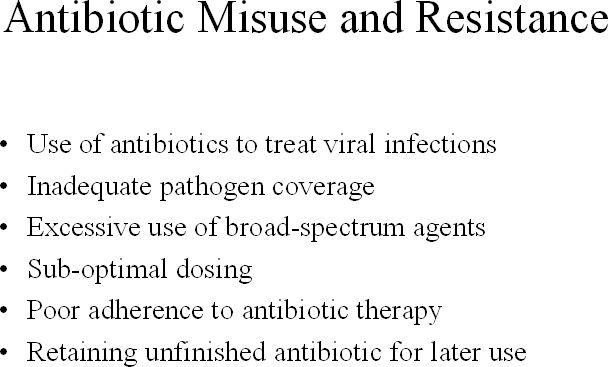 Antibiotic Misuse and Resistance
• Use of antibiotics to treat viral infections
• Inadequate pathogen coverage
• Excessive use of broad-spectrum agents
• Sub-optimal dosing
• Poor adherence to antibiotic therapy
• Retaining unfinished antibiotic for later use